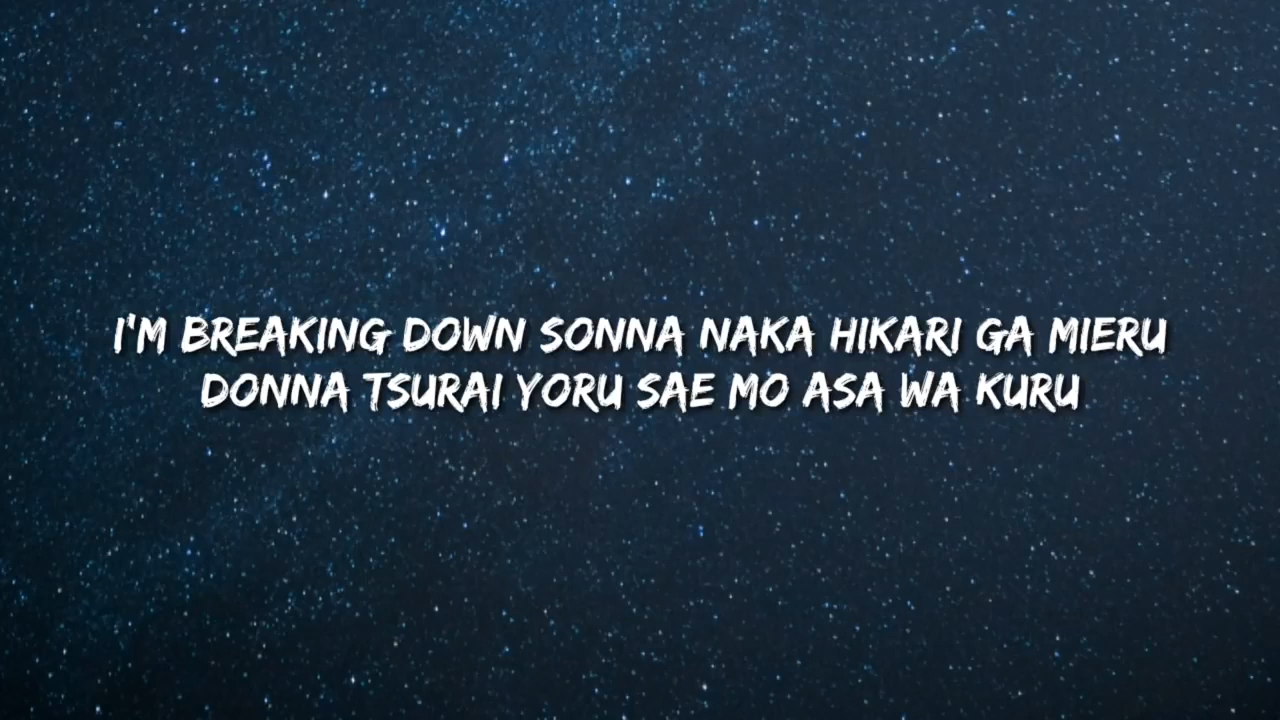 I'M BREAKING DOWN SONNA NAKA HIKARI GA MIERU
DONNA TSURAI YORU SAE MO ASA WA KURU